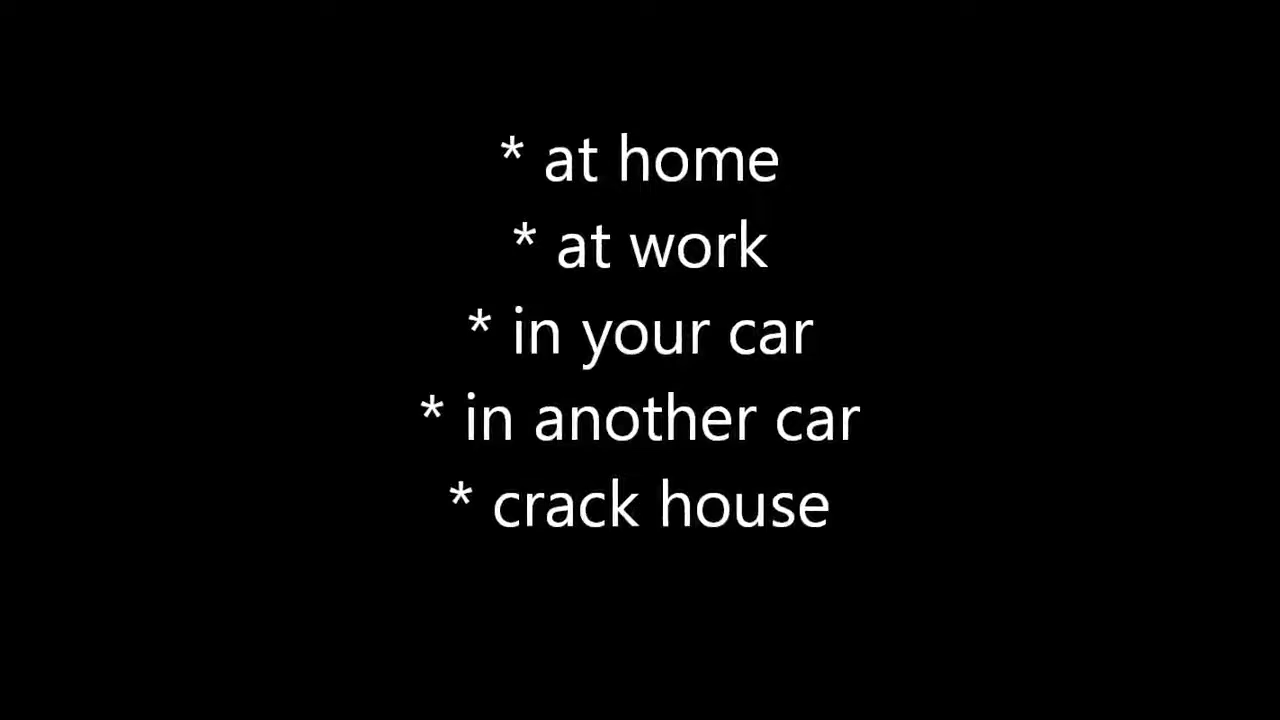 * at home
* at work
* in your car
* in another car
* crack house